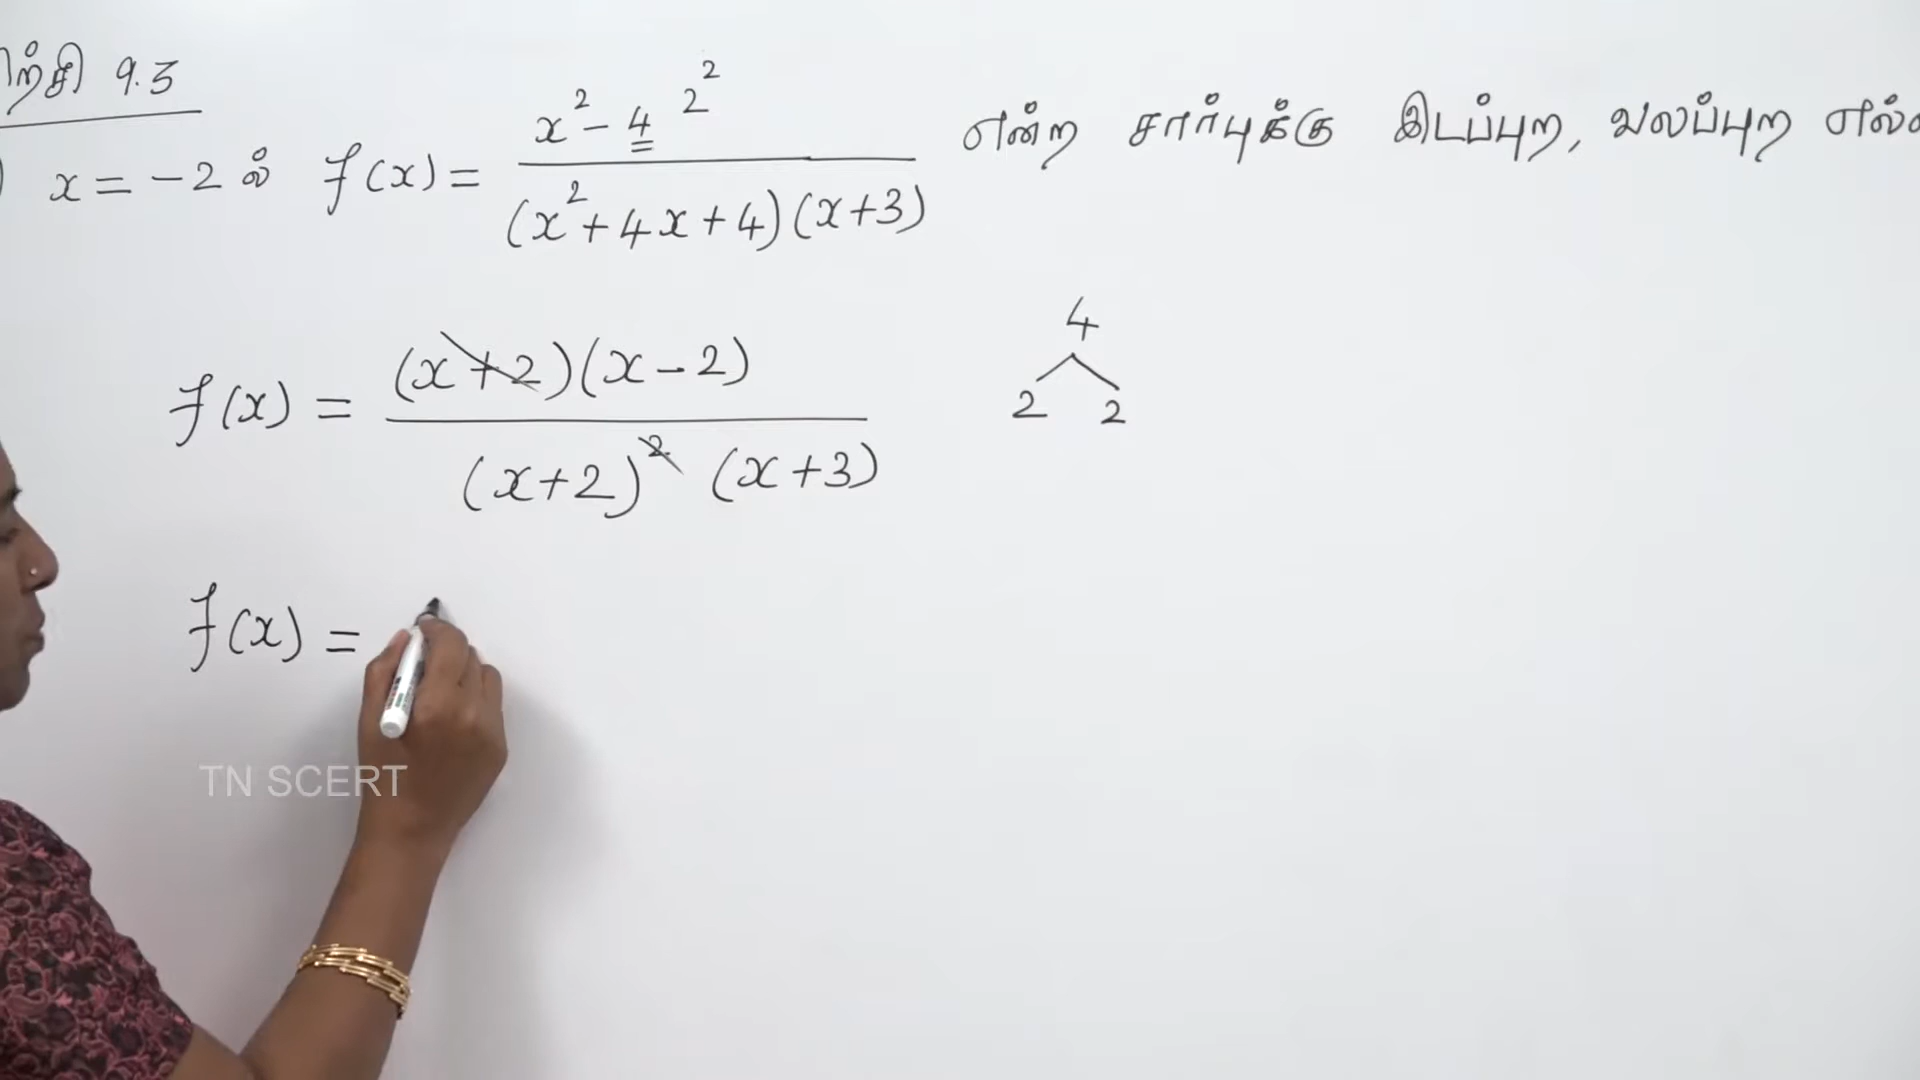 9.3
x = -2 ல் f(x) = x² - 4 2² / (x² + 4x + 4)(x + 3) என்ற சார்புக்கு இடப்புற, வலப்புற
f(x) = (x + 2)(x - 2) / (x + 2)² (x + 3)
4
2 2
f(x) =
TN SCERT